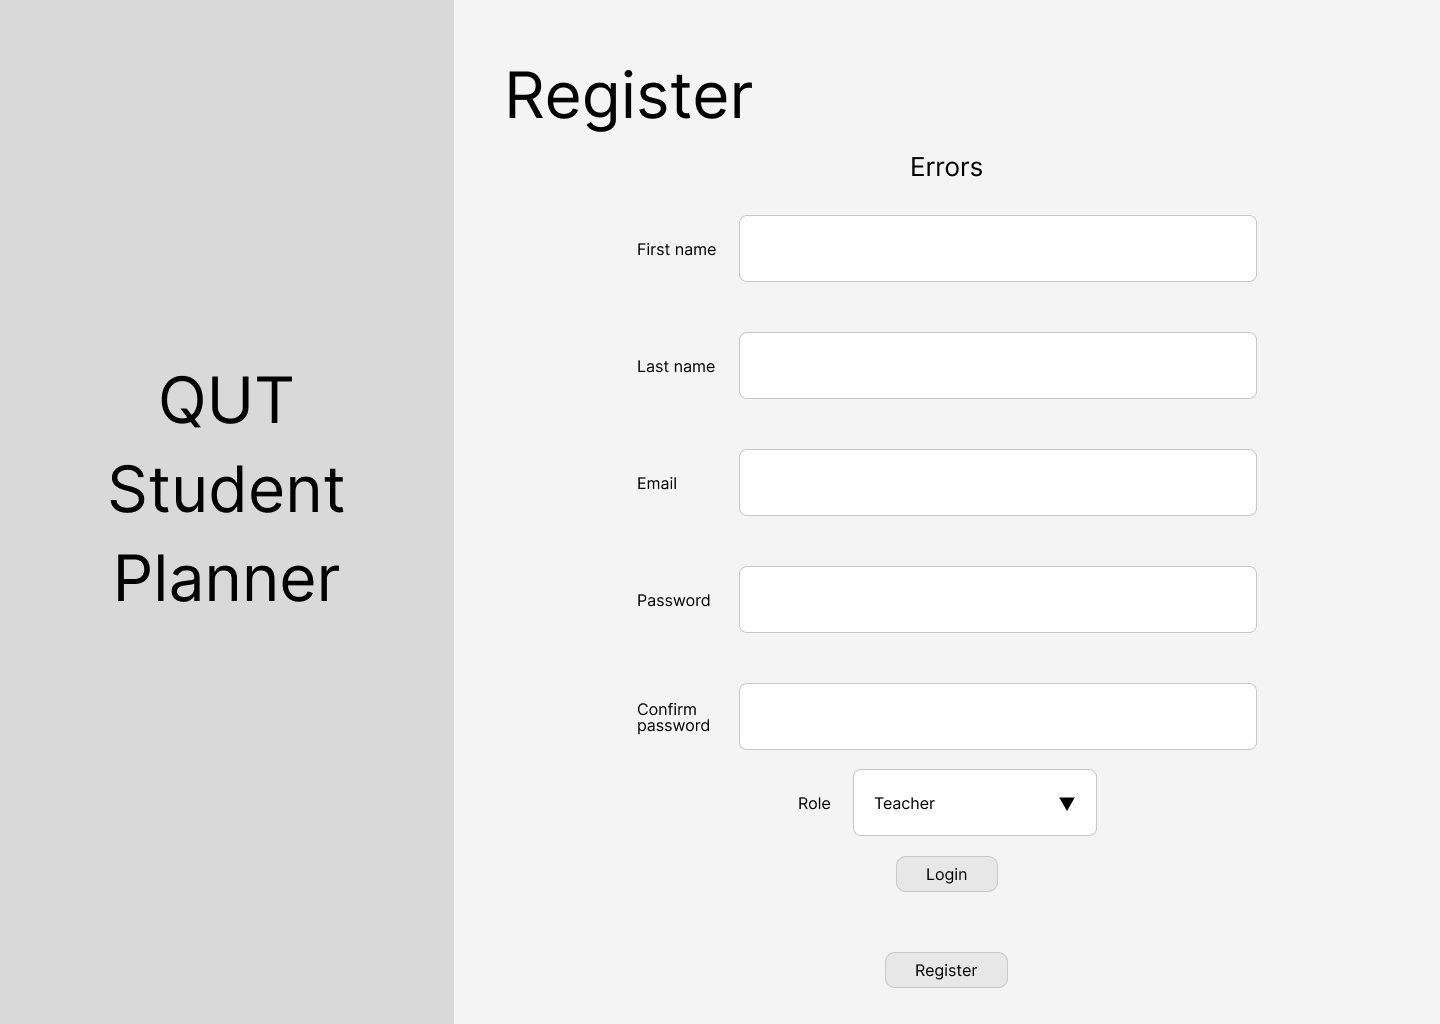 QUT
Student
Planner
Register
Errors
First name
Last name
Email
Password
Confirm
password
Role
Teacher
Login
Register